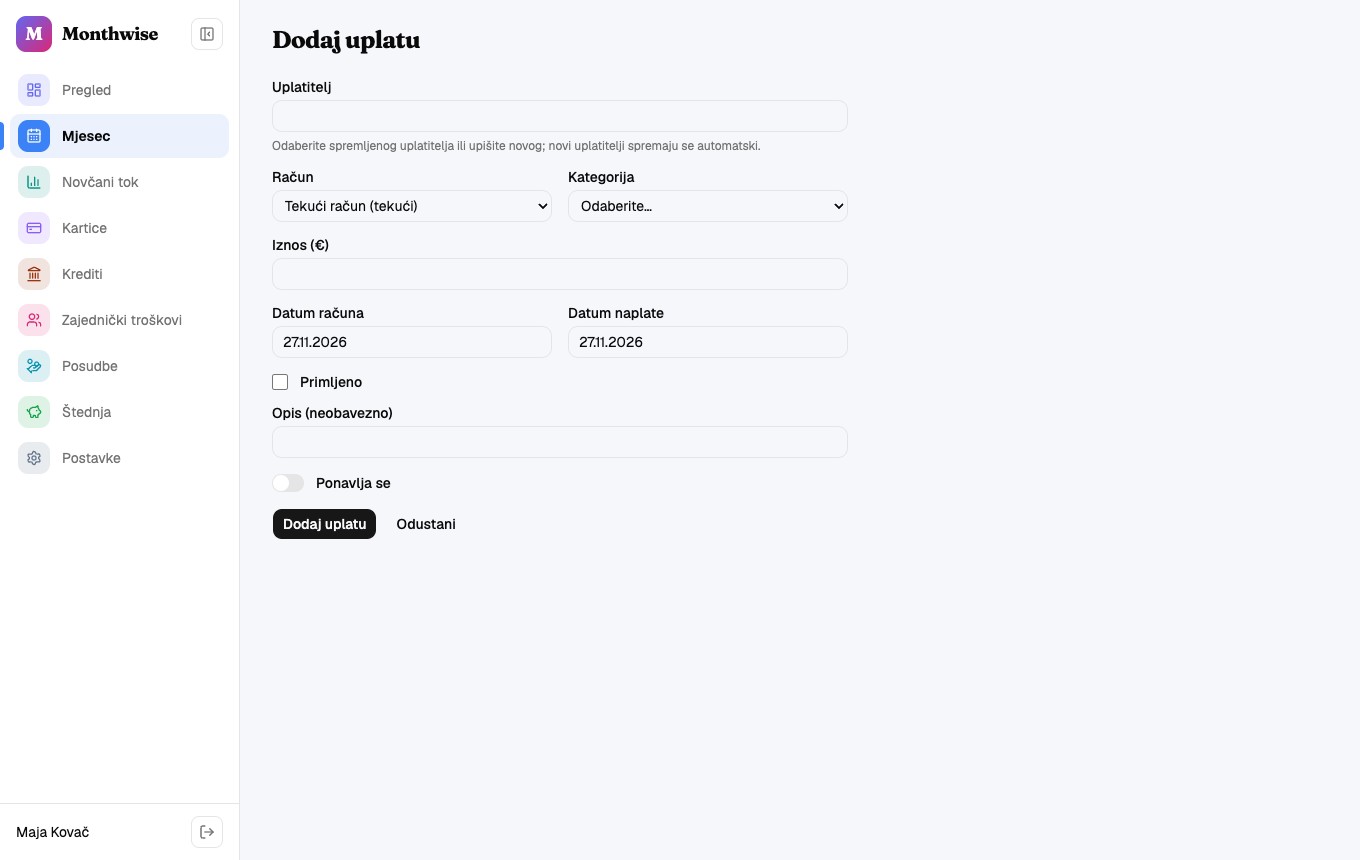 M Monthwise
Pregled
Mjesec
Novčani tok
Kartice
Krediti
Zajednički troškovi
Posudbe
Štednja
Postavke
Maja Kovač
Dodaj uplatu
Uplatitelj
Odaberite spremljenog uplatitelja ili upišite novog; novi uplatitelji spremaju se automatski.
Račun Kategorija
Tekući račun (tekući) Odaberite…
Iznos (€)
Datum računa Datum naplate
27.11.2026 27.11.2026
Primljeno
Opis (neobavezno)
Ponavlja se
Dodaj uplatu Odustani